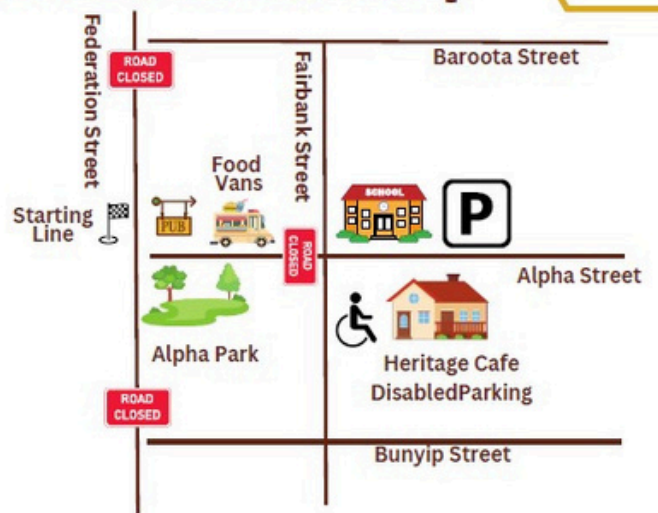 Federation Street
ROAD
CLOSED
Fairbank Street
Baroota Street
Food
Vans
Starting
Line
PUB
SCHOOL
P
ROAD
CLOSED
Alpha Street
Alpha Park
Heritage Cafe
DisabledParking
ROAD
CLOSED
Bunyip Street